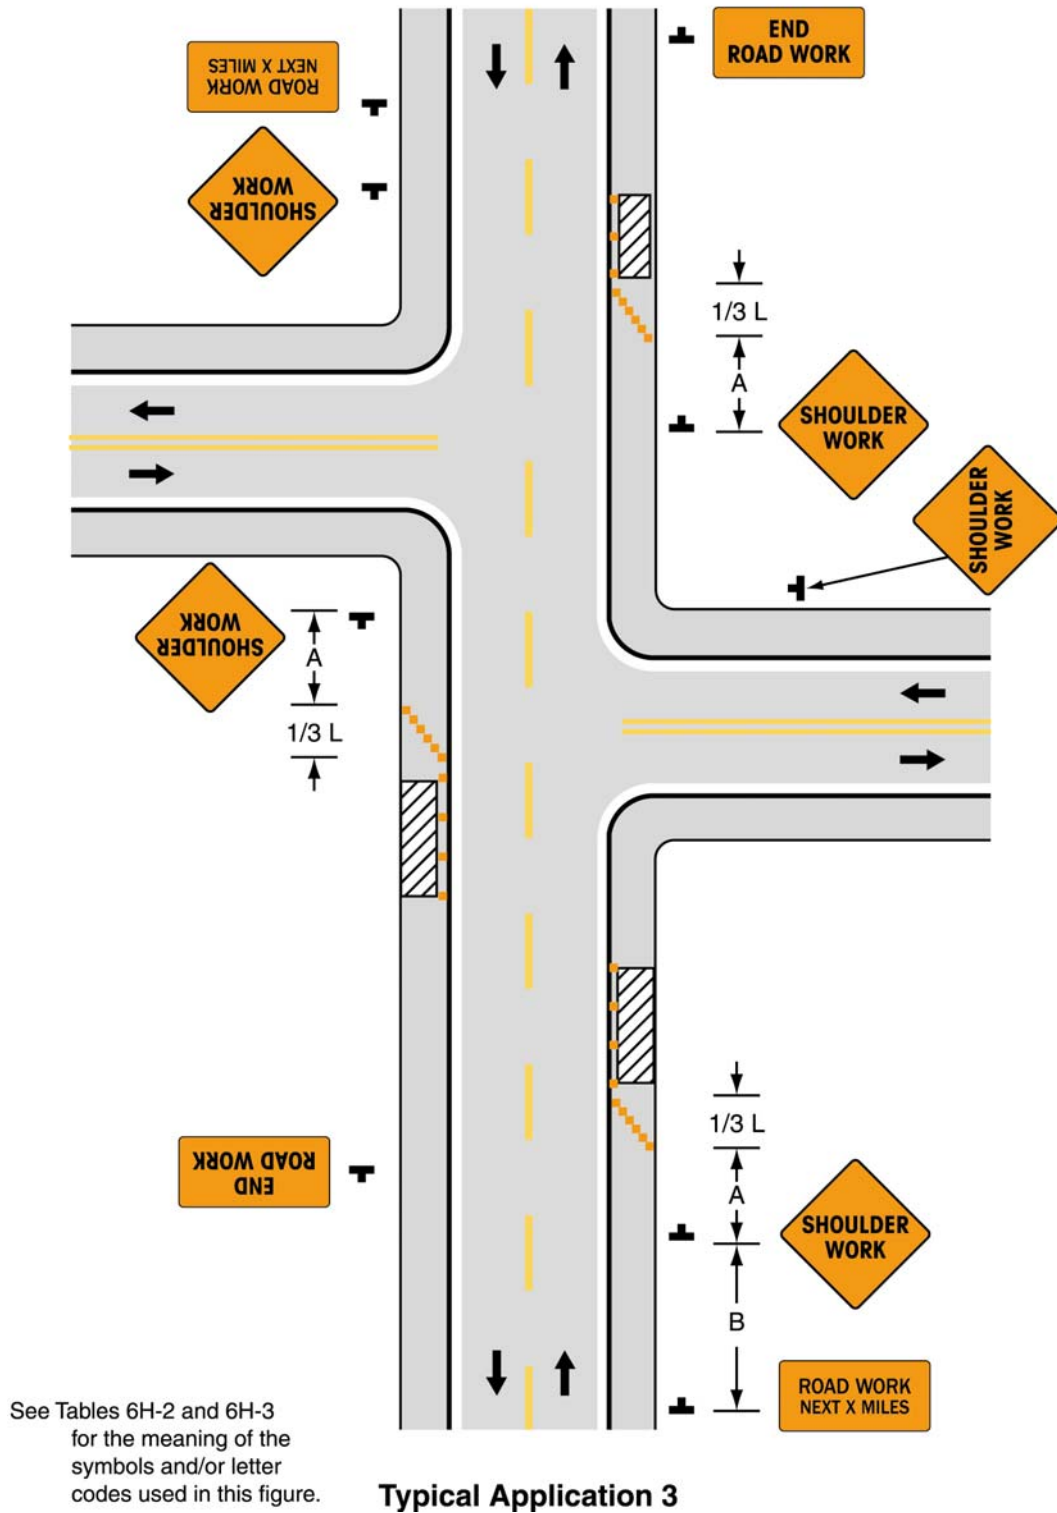 END
ROAD WORK
ROAD WORK
NEXT X MILES
SHOULDER
WORK
1/3 L
A
SHOULDER
WORK
SHOULDER
WORK
SHOULDER
WORK
A
1/3 L
1/3 L
A
END
ROAD WORK
SHOULDER
WORK
B
ROAD WORK
NEXT X MILES
See Tables 6H-2 and 6H-3
for the meaning of the
symbols and/or letter
codes used in this figure.
Typical Application 3